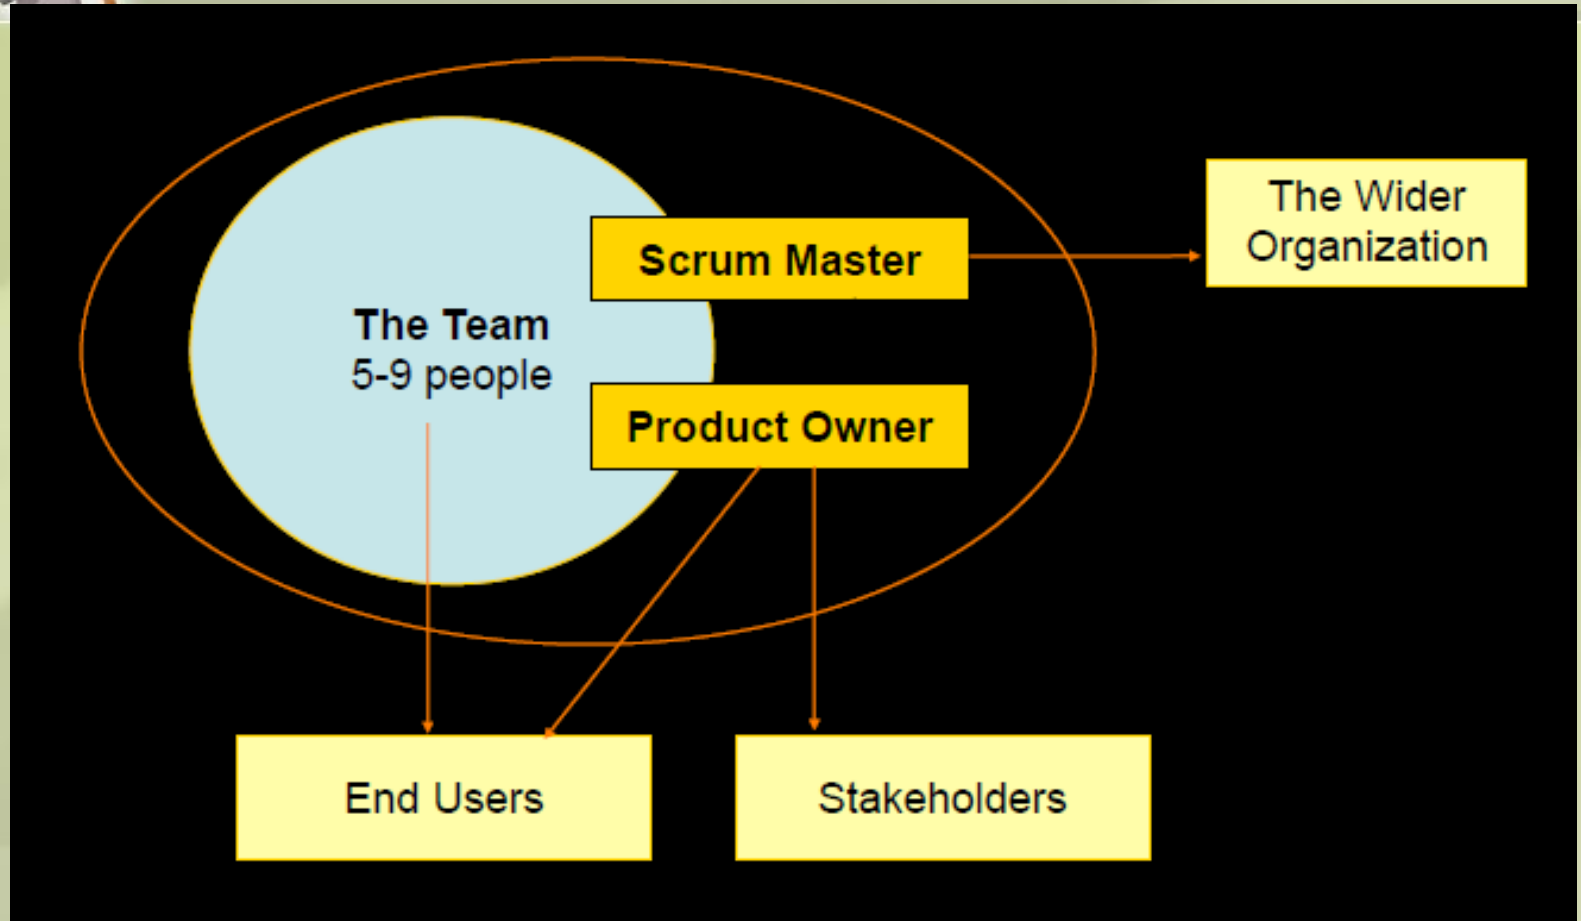 The Wider
Organization
Scrum Master
The Team
5-9 people
Product Owner
End Users
Stakeholders